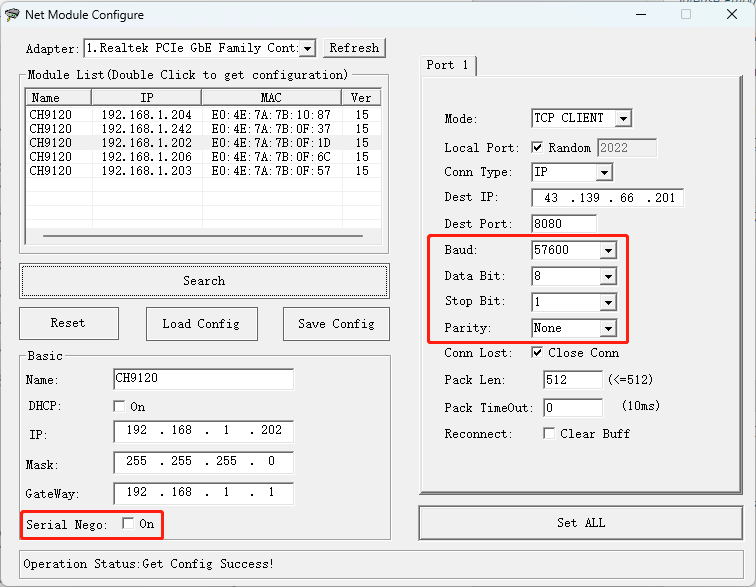 Net Module Configure
Adapter: 1.Realtek PCIe GbE Family Cont: Refresh
Module List(Double Click to get configuration)
Name IP MAC Ver
CH9120 192.168.1.204 E0:4E:7A:7B:10:87 15
CH9120 192.168.1.242 E0:4E:7A:7B:0F:37 15
CH9120 192.168.1.202 E0:4E:7A:7B:0F:1D 15
CH9120 192.168.1.206 E0:4E:7A:7B:0F:6C 15
CH9120 192.168.1.203 E0:4E:7A:7B:0F:57 15
Search
Reset Load Config Save Config
Basic
Name: CH9120
DHCP: On
IP: 192 . 168 . 1 . 202
Mask: 255 . 255 . 255 . 0
GateWay: 192 . 168 . 1 . 1
Serial Nego: On
Port 1
Mode: TCP CLIENT
Local Port: Random 2022
Conn Type: IP
Dest IP: 43 . 139 . 66 . 201
Dest Port: 8080
Baud: 57600
Data Bit: 8
Stop Bit: 1
Parity: None
Conn Lost: Close Conn
Pack Len: 512 (<=512)
Pack TimeOut: 0 (10ms)
Reconnect: Clear Buff
Set ALL
Operation Status:Get Config Success!